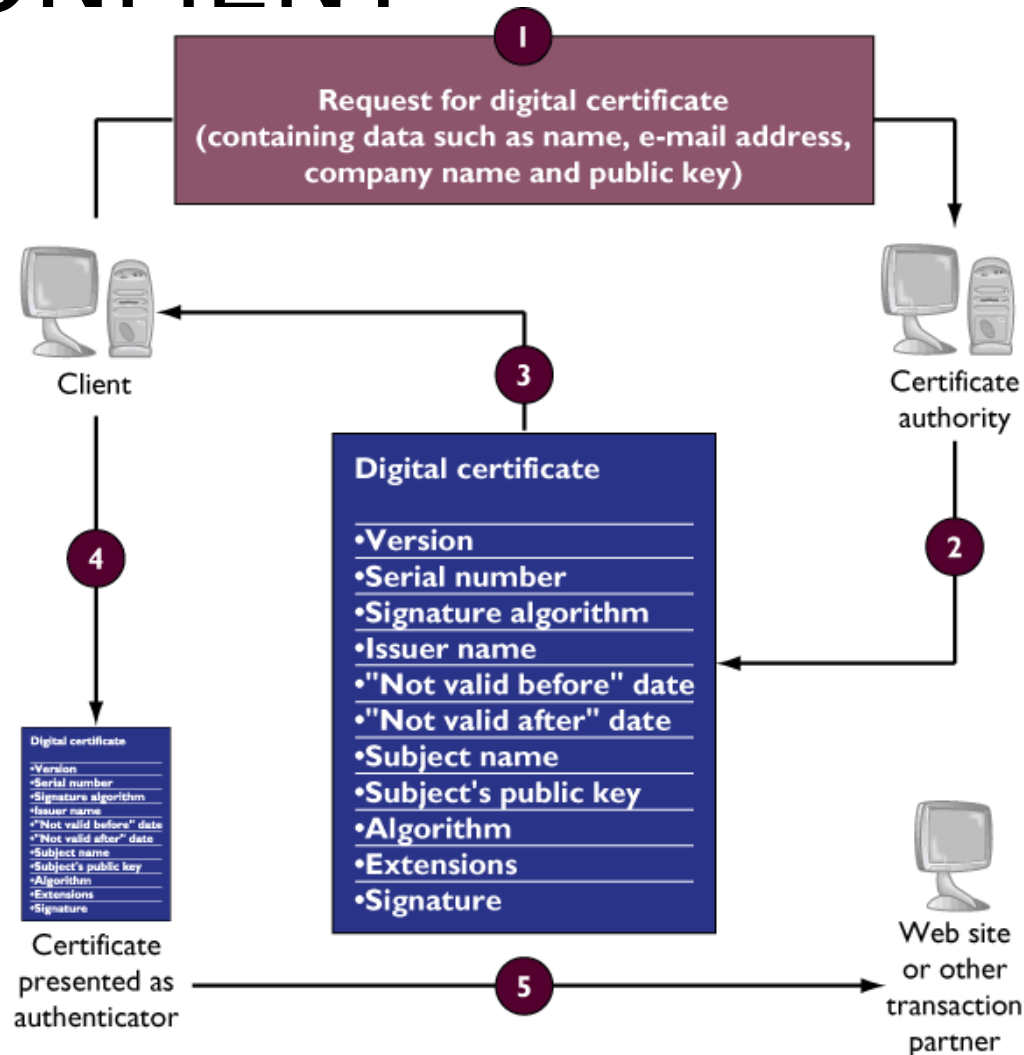 1
Request for digital certificate
(containing data such as name, e-mail address,
company name and public key)
Client
Certificate
authority
3
Digital certificate
•Version
•Serial number
•Signature algorithm
•Issuer name
•"Not valid before" date
•"Not valid after" date
•Subject name
•Subject's public key
•Algorithm
•Extensions
•Signature
2
4
Digital certificate
•Version
•Serial number
•Signature algorithm
•Issuer name
•"Not valid before" date
•"Not valid after" date
•Subject name
•Subject's public key
•Algorithm
•Extensions
•Signature
Certificate
presented as
authenticator
5
Web site
or other
transaction
partner